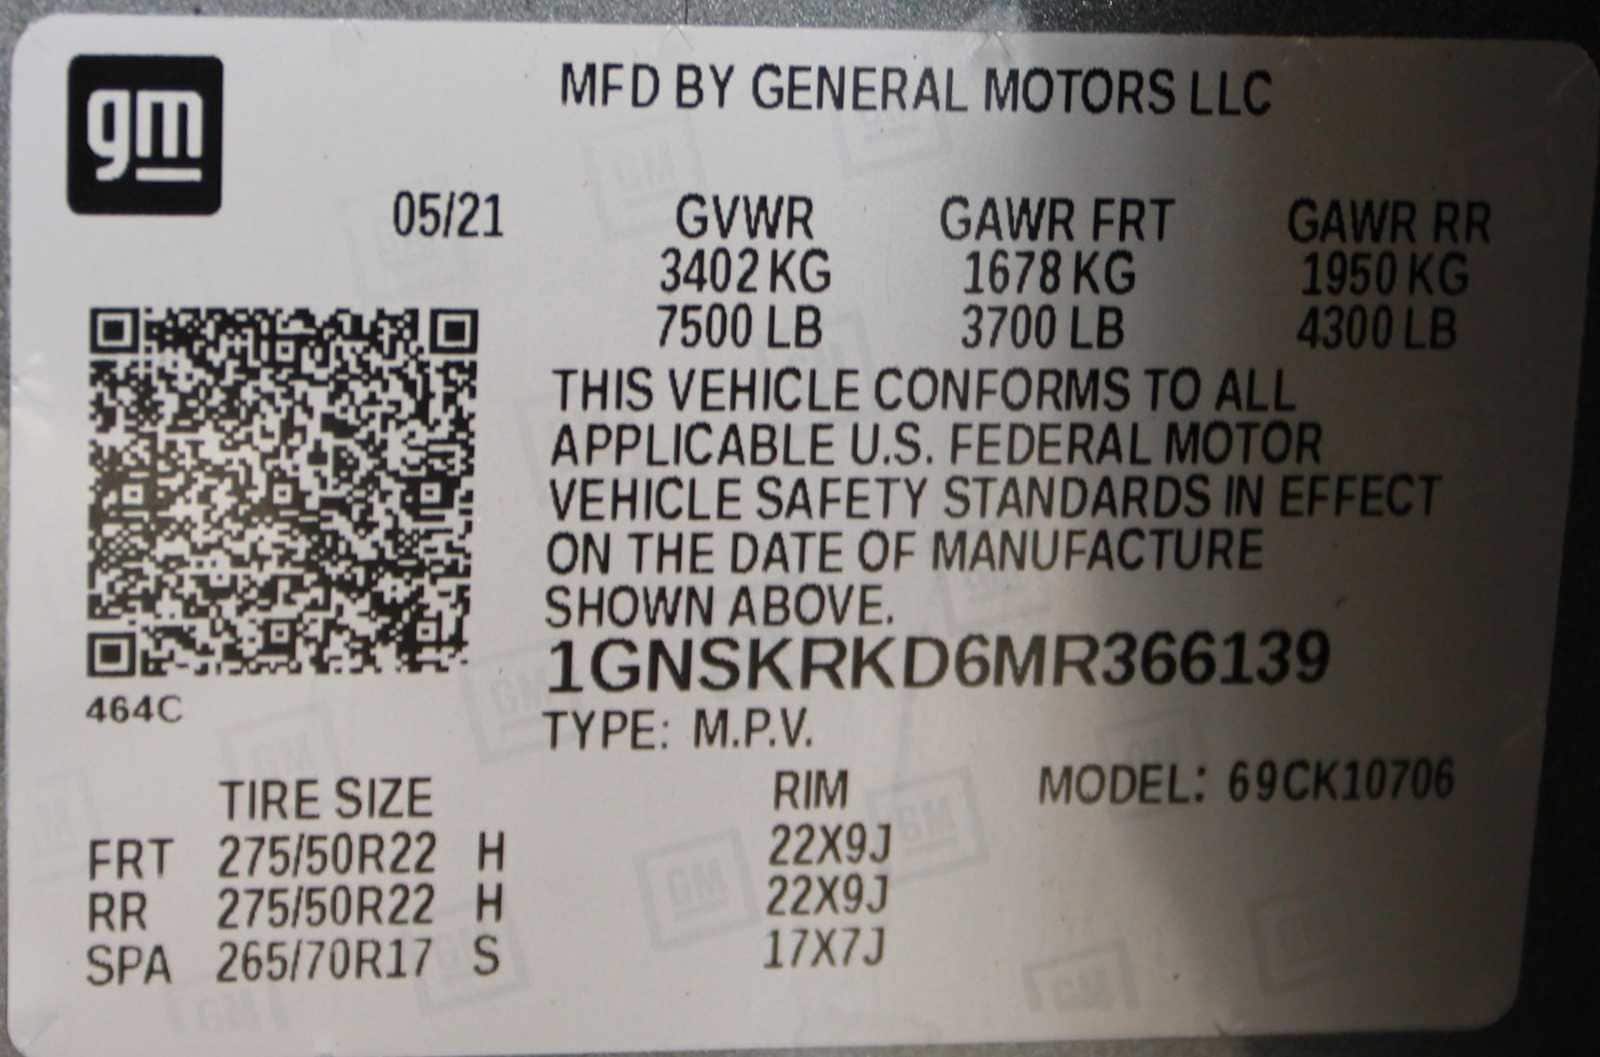 gm
MFD BY GENERAL MOTORS LLC
05/21 GVWR GAWR FRT GAWR RR
3402 KG 1678 KG 1950 KG
7500 LB 3700 LB 4300 LB
THIS VEHICLE CONFORMS TO ALL
APPLICABLE U.S. FEDERAL MOTOR
VEHICLE SAFETY STANDARDS IN EFFECT
ON THE DATE OF MANUFACTURE
SHOWN ABOVE.
1GNSKRKD6MR366139
464C
TYPE: M.P.V.
TIRE SIZE RIM MODEL: 69CK10706
FRT 275/50R22 H 22X9J
RR 275/50R22 H 22X9J
SPA 265/70R17 S 17X7J